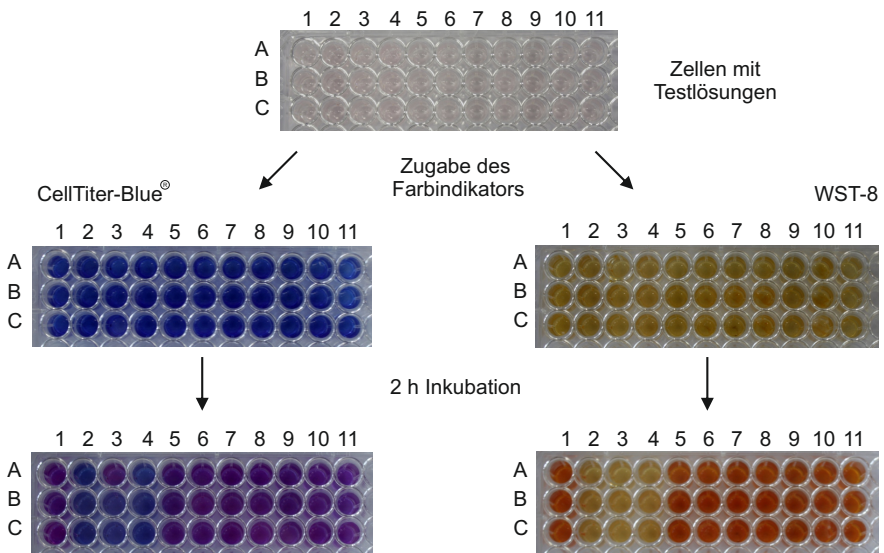 1 2 3 4 5 6 7 8 9 10 11
A
B
C
Zellen mit
Testlösungen
Zugabe des
Farbindikators
CellTiter-Blue®
WST-8
1 2 3 4 5 6 7 8 9 10 11
A
B
C
1 2 3 4 5 6 7 8 9 10 11
A
B
C
2 h Inkubation
1 2 3 4 5 6 7 8 9 10 11
A
B
C
1 2 3 4 5 6 7 8 9 10 11
A
B
C